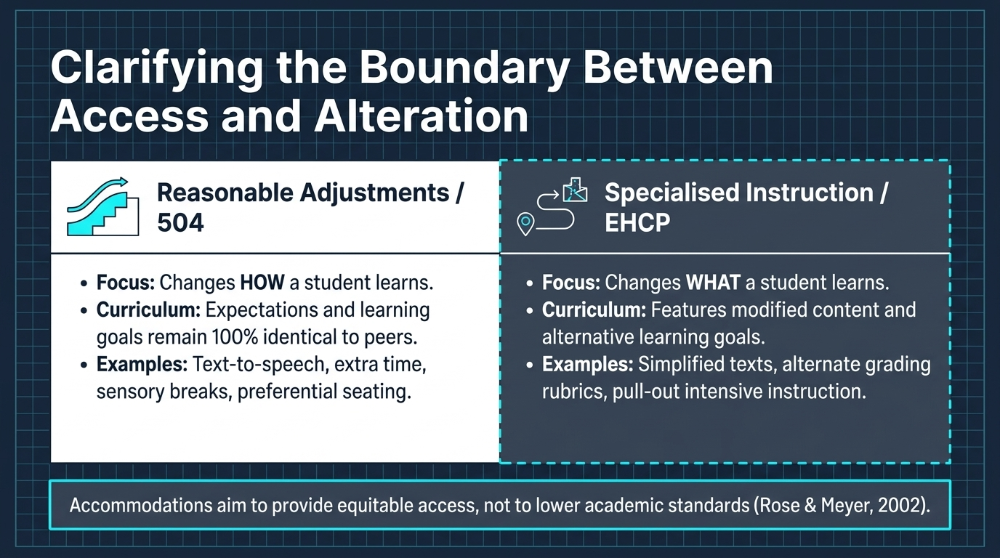 Clarifying the Boundary Between
Access and Alteration
Reasonable Adjustments /
504
• Focus: Changes HOW a student learns.
• Curriculum: Expectations and learning
goals remain 100% identical to peers.
• Examples: Text-to-speech, extra time,
sensory breaks, preferential seating.
Specialised Instruction /
EHCP
• Focus: Changes WHAT a student learns.
• Curriculum: Features modified content and
alternative learning goals.
• Examples: Simplified texts, alternate grading
rubrics, pull-out intensive instruction.
Accommodations aim to provide equitable access, not to lower academic standards (Rose & Meyer, 2002).